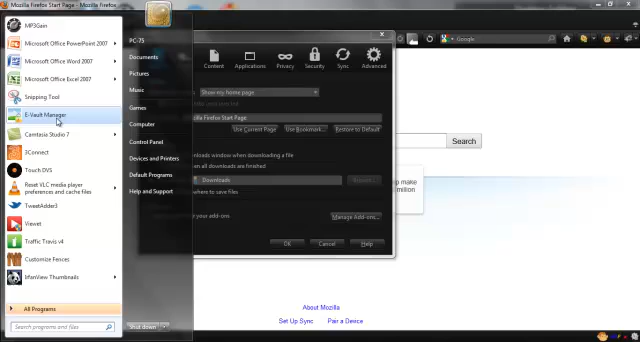 Mozilla Firefox Start Page - Mozilla Firefox
MP3Gain
Microsoft Office PowerPoint 2007
Microsoft Office Word 2007
Microsoft Office Excel 2007
Snipping Tool
E-Vault Manager
Camtasia Studio 7
3Connect
Touch DVS
Reset VLC media player
preferences and cache files
TweetAdder3
Viewet
Traffic Travis v4
Customize Fences
ManView Thumbnails
All Programs
Search programs and files
PC-75
Documents
Pictures
Music
Games
Computer
Control Panel
Devices and Printers
Default Programs
Help and Support
Shut down
Content
Applications
Privacy
Security
Sync
Advanced
Show my home page
zilla Firefox Start Page
Use Current Page
Use Bookmark...
Restore to Default
wnloads window when downloading a file
en all downloads are finished
Downloads
Browse...
where to save files
your add-ons
Manage Add-ons...
OK
Cancel
Help
Google
Search
p make
million
About Mozilla
Set Up Sync
Pair a Device